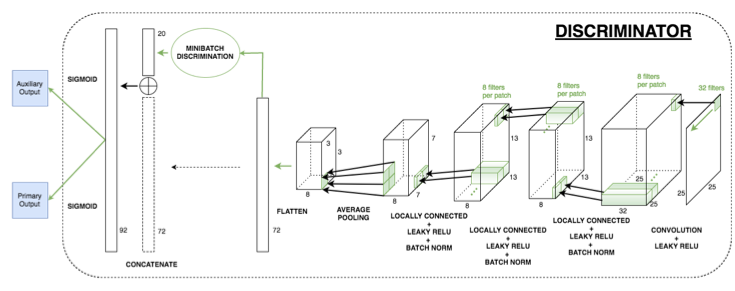 DISCRIMINATOR
20
MINIBATCH
DISCRIMINATION
SIGMOID
Auxiliary
Output
8 filters
per patch
8 filters
per patch
8 filters
per patch
32 filters
3
3
8
7
7
8
13
13
8
13
13
8
25
25
32
25
25
Primary
Output
SIGMOID
92
72
72
CONCATENATE
FLATTEN
AVERAGE
POOLING
LOCALLY CONNECTED
+
LEAKY RELU
+
BATCH NORM
LOCALLY CONNECTED
+
LEAKY RELU
+
BATCH NORM
LOCALLY CONNECTED
+
LEAKY RELU
+
BATCH NORM
CONVOLUTION
+
LEAKY RELU